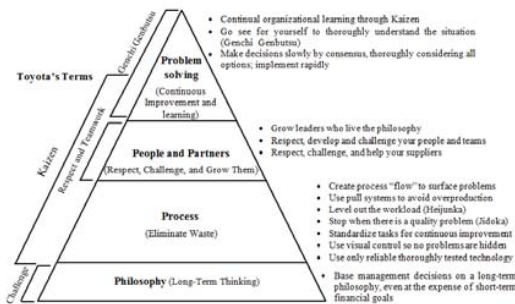 Toyota's Terms
Genchi Genbutsu
Kaizen
Respect and Teamwork
Challenge
Problem
solving
(Continuous
Improvement and
learning)
• Continual organizational learning through Kaizen
• Go see for yourself to thoroughly understand the situation
(Genchi Genbutsu)
• Make decisions slowly by consensus, thoroughly considering all
options; implement rapidly
People and Partners
(Respect, Challenge, and Grow Them)
• Grow leaders who live the philosophy
• Respect, develop and challenge your people and teams
• Respect, challenge, and help your suppliers
Process
(Eliminate Waste)
• Create process "flow" to surface problems
• Use pull systems to avoid overproduction
• Level out the workload (Heijunka)
• Stop when there is a quality problem (Jidoka)
• Standardize tasks for continuous improvement
• Use visual control so no problems are hidden
• Use only reliable thoroughly tested technology
Philosophy (Long-Term Thinking)
• Base management decisions on a long-term
philosophy, even at the expense of short-term
financial goals